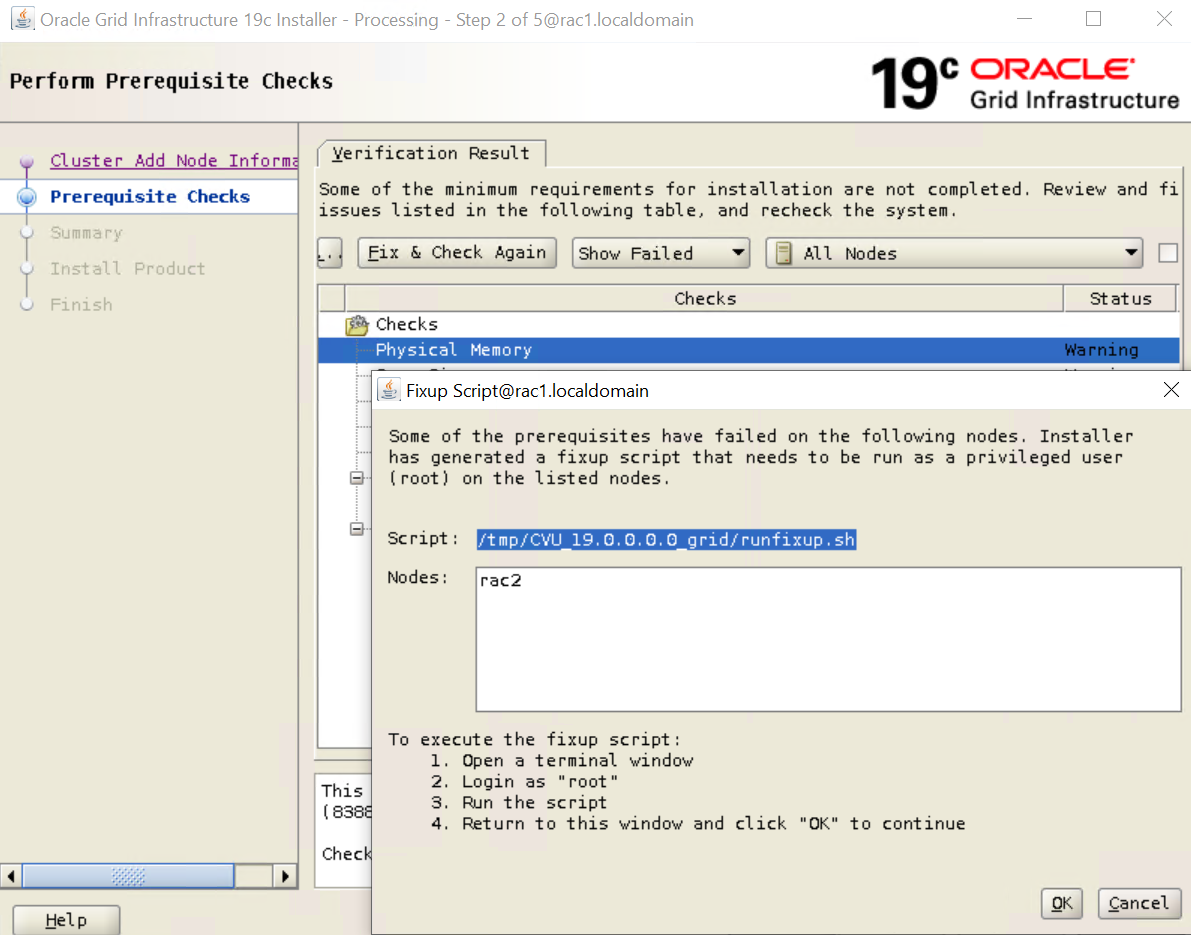 Oracle Grid Infrastructure 19c Installer - Processing - Step 2 of 5@rac1.localdomain
Perform Prerequisite Checks
19c ORACLE
Grid Infrastructure
Cluster Add Node Informa
Prerequisite Checks
Summary
Install Product
Finish
Verification Result
Some of the minimum requirements for installation are not completed. Review and fi
issues listed in the following table, and recheck the system.
Fix & Check Again
Show Failed
All Nodes
Checks Status
Checks
Physical Memory Warning
Fixup Script@rac1.localdomain
Some of the prerequisites have failed on the following nodes. Installer
has generated a fixup script that needs to be run as a privileged user
(root) on the listed nodes.
Script: /tmp/CVU_19.0.0.0.0_grid/runfixup.sh
Nodes: rac2
To execute the fixup script:
1. Open a terminal window
2. Login as "root"
3. Run the script
4. Return to this window and click "OK" to continue
This
(8388
Check
OK Cancel
Help